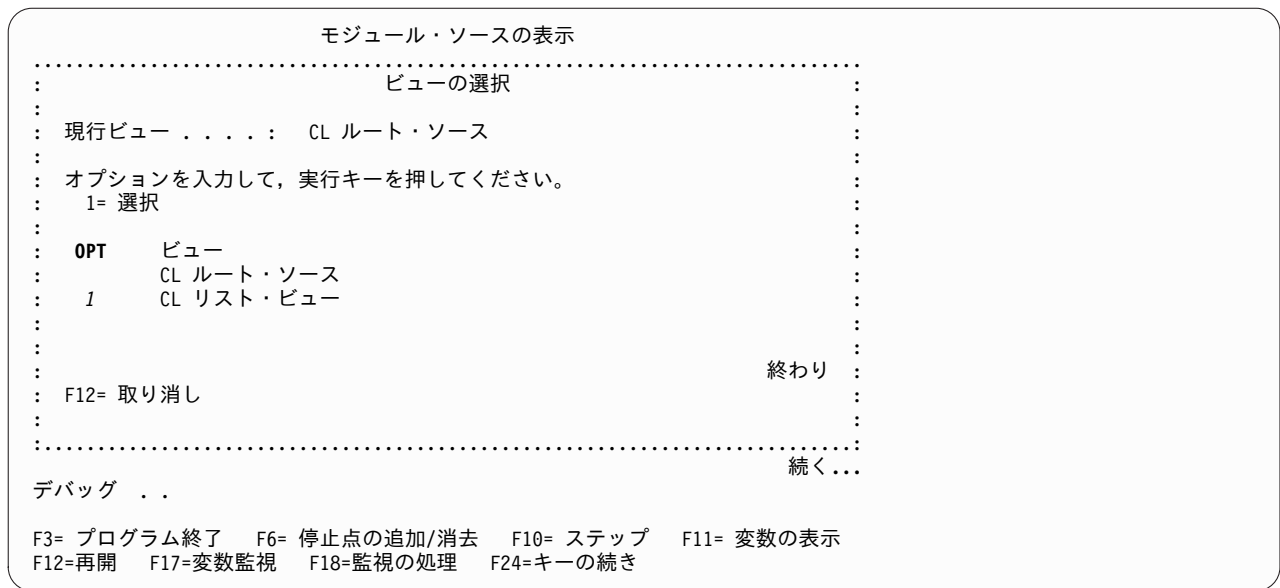 モジュール・ソースの表示
..............................................................................
: ビューの選択 :
: :
: 現行ビュー . . . . : CL ルート・ソース :
: :
: オプションを入力して, 実行キーを押してください。 :
: 1= 選択 :
: :
: OPT ビュー :
: CL ルート・ソース :
: 1 CL リスト・ビュー :
: :
: :
: 終わり :
: F12= 取り消し :
: :
:............................................................................:
続く...
デバッグ . .
F3= プログラム終了 F6= 停止点の追加/消去 F10= ステップ F11= 変数の表示
F12=再開 F17=変数監視 F18=監視の処理 F24=キーの続き